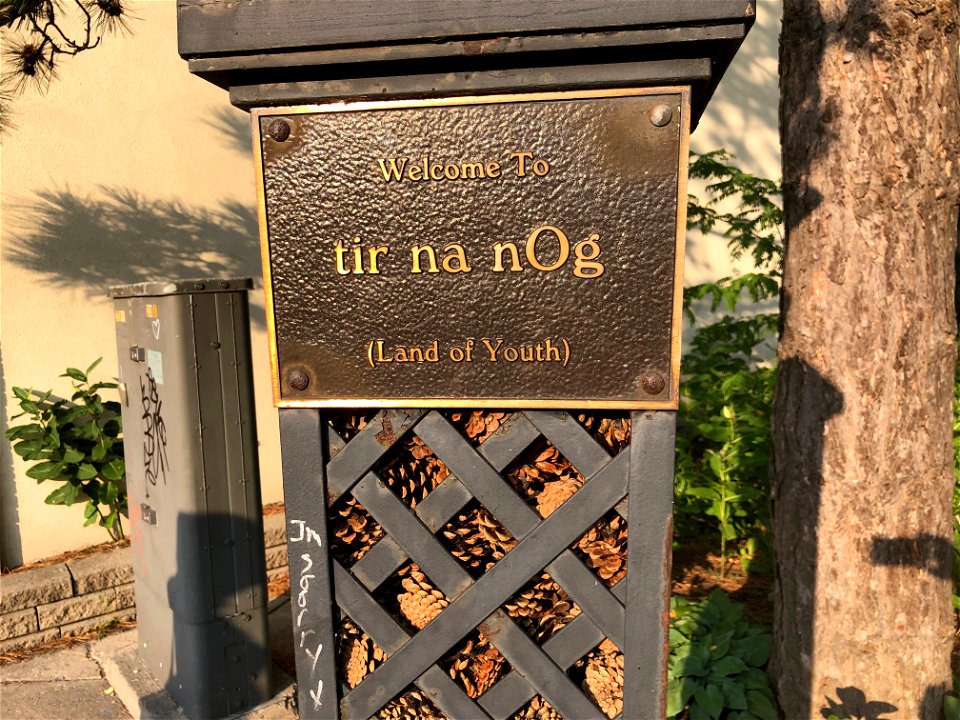 Welcome To
tir na nOg
(Land of Youth)